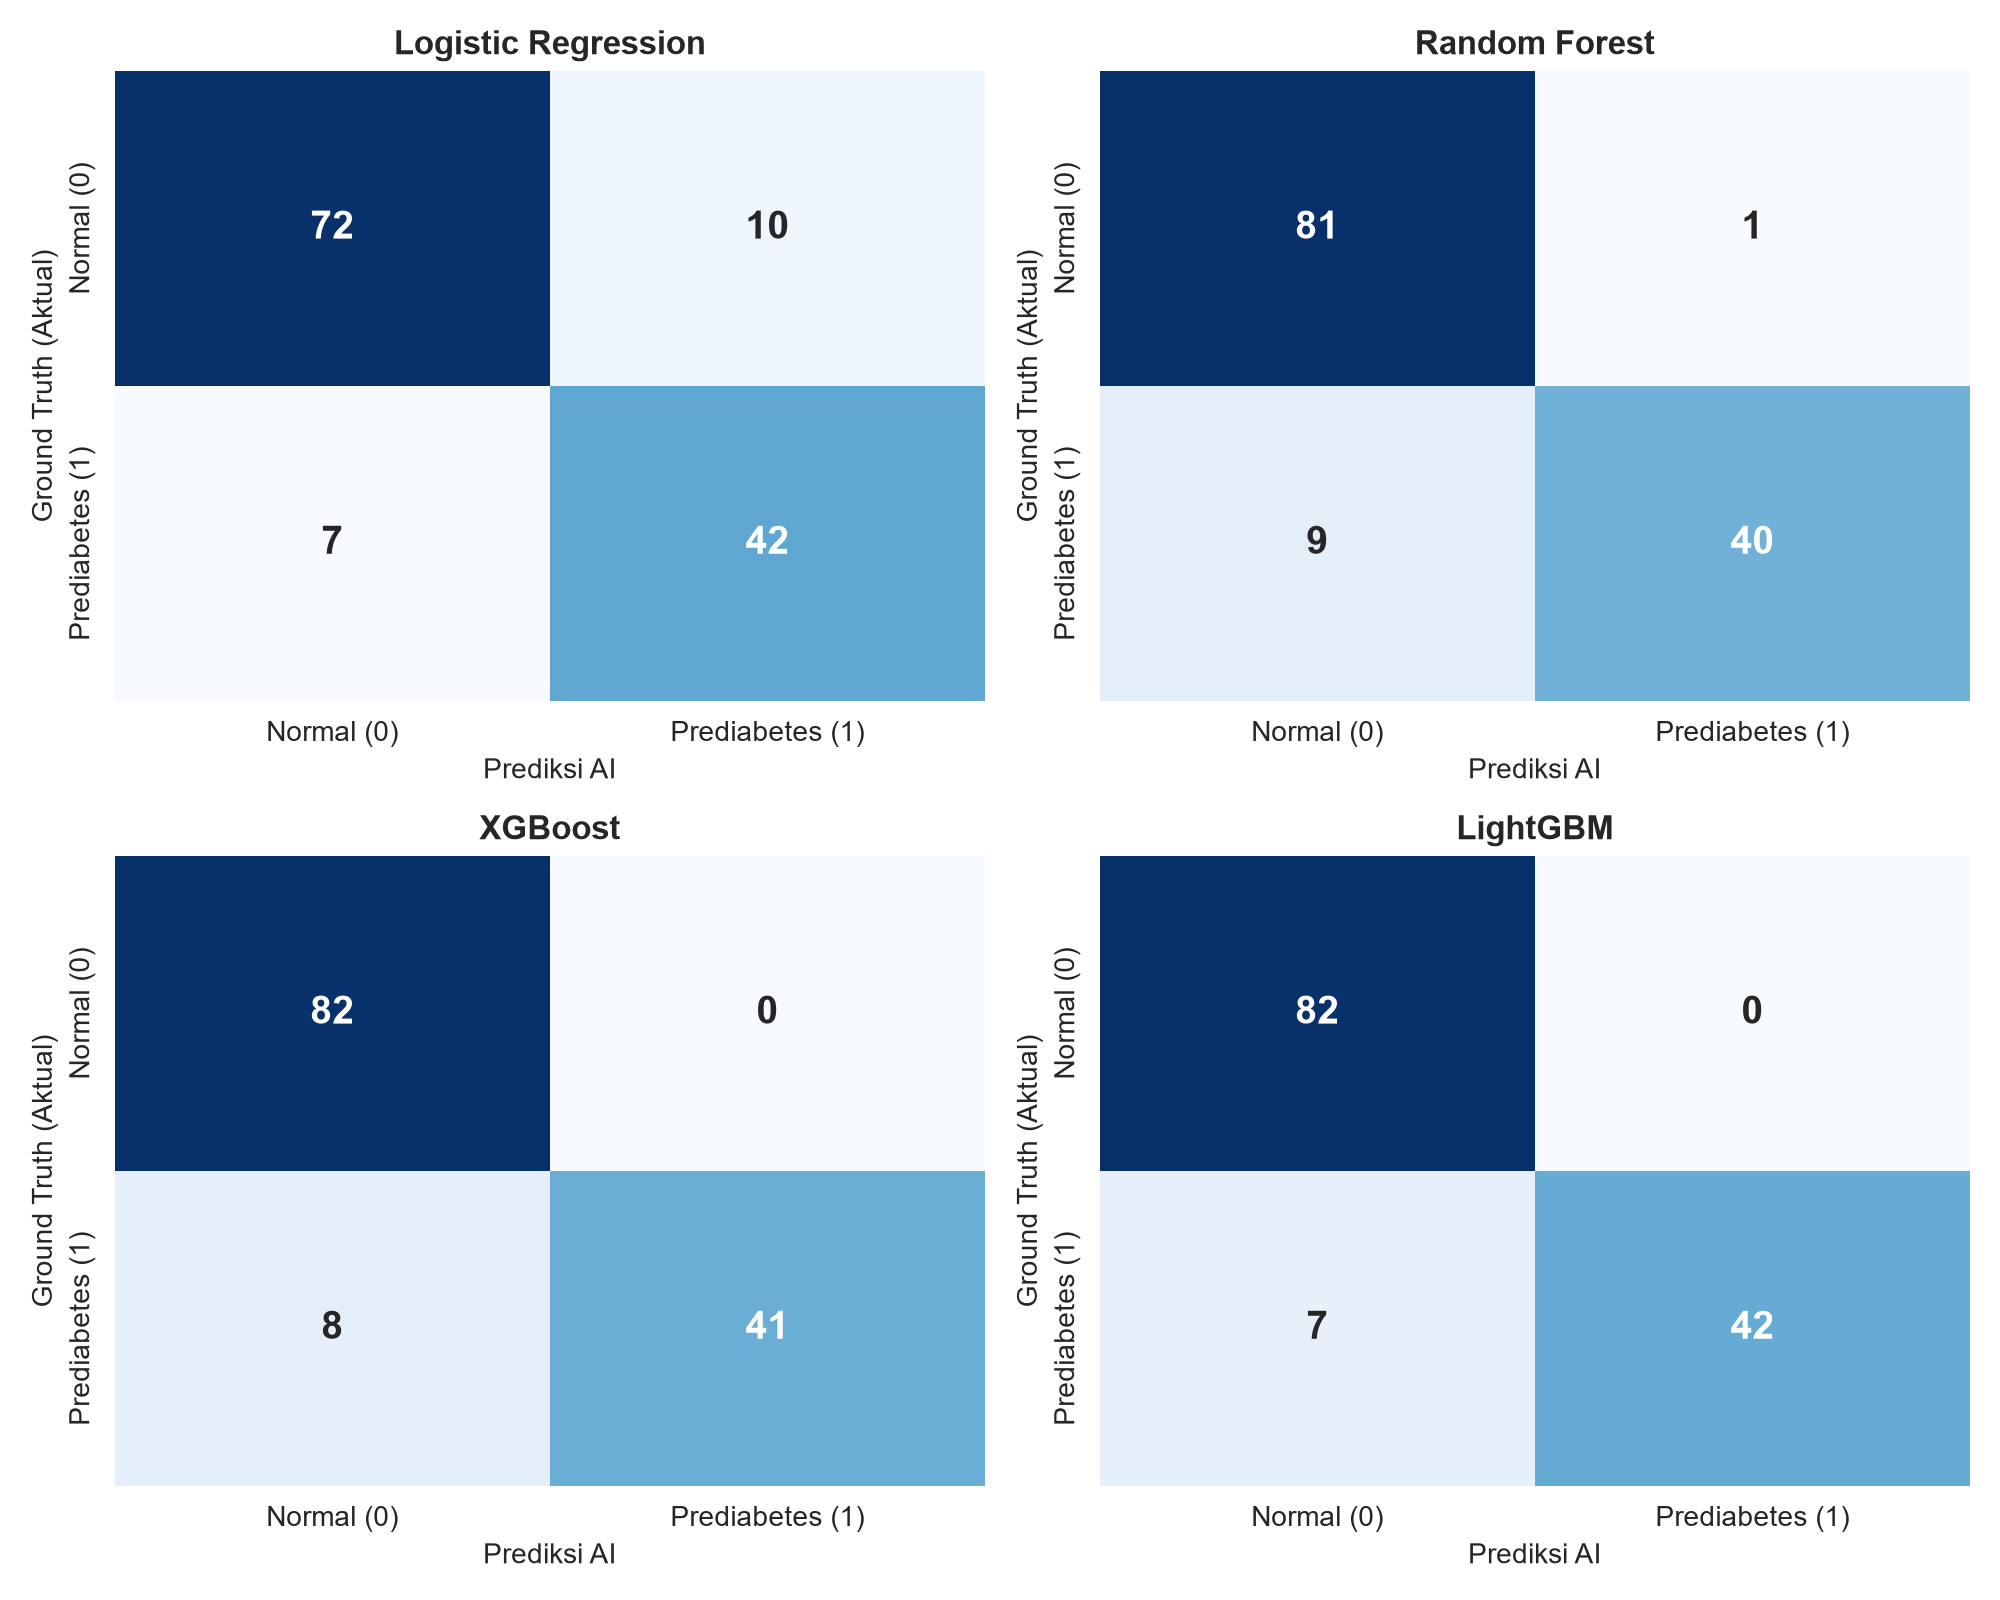 Logistic Regression
Ground Truth (Aktual)
Normal (0)
72
10
Prediabetes (1)
7
42
Normal (0)
Prediabetes (1)
Prediksi AI
Random Forest
Ground Truth (Aktual)
Normal (0)
81
1
Prediabetes (1)
9
40
Normal (0)
Prediabetes (1)
Prediksi AI
XGBoost
Ground Truth (Aktual)
Normal (0)
82
0
Prediabetes (1)
8
41
Normal (0)
Prediabetes (1)
Prediksi AI
LightGBM
Ground Truth (Aktual)
Normal (0)
82
0
Prediabetes (1)
7
42
Normal (0)
Prediabetes (1)
Prediksi AI